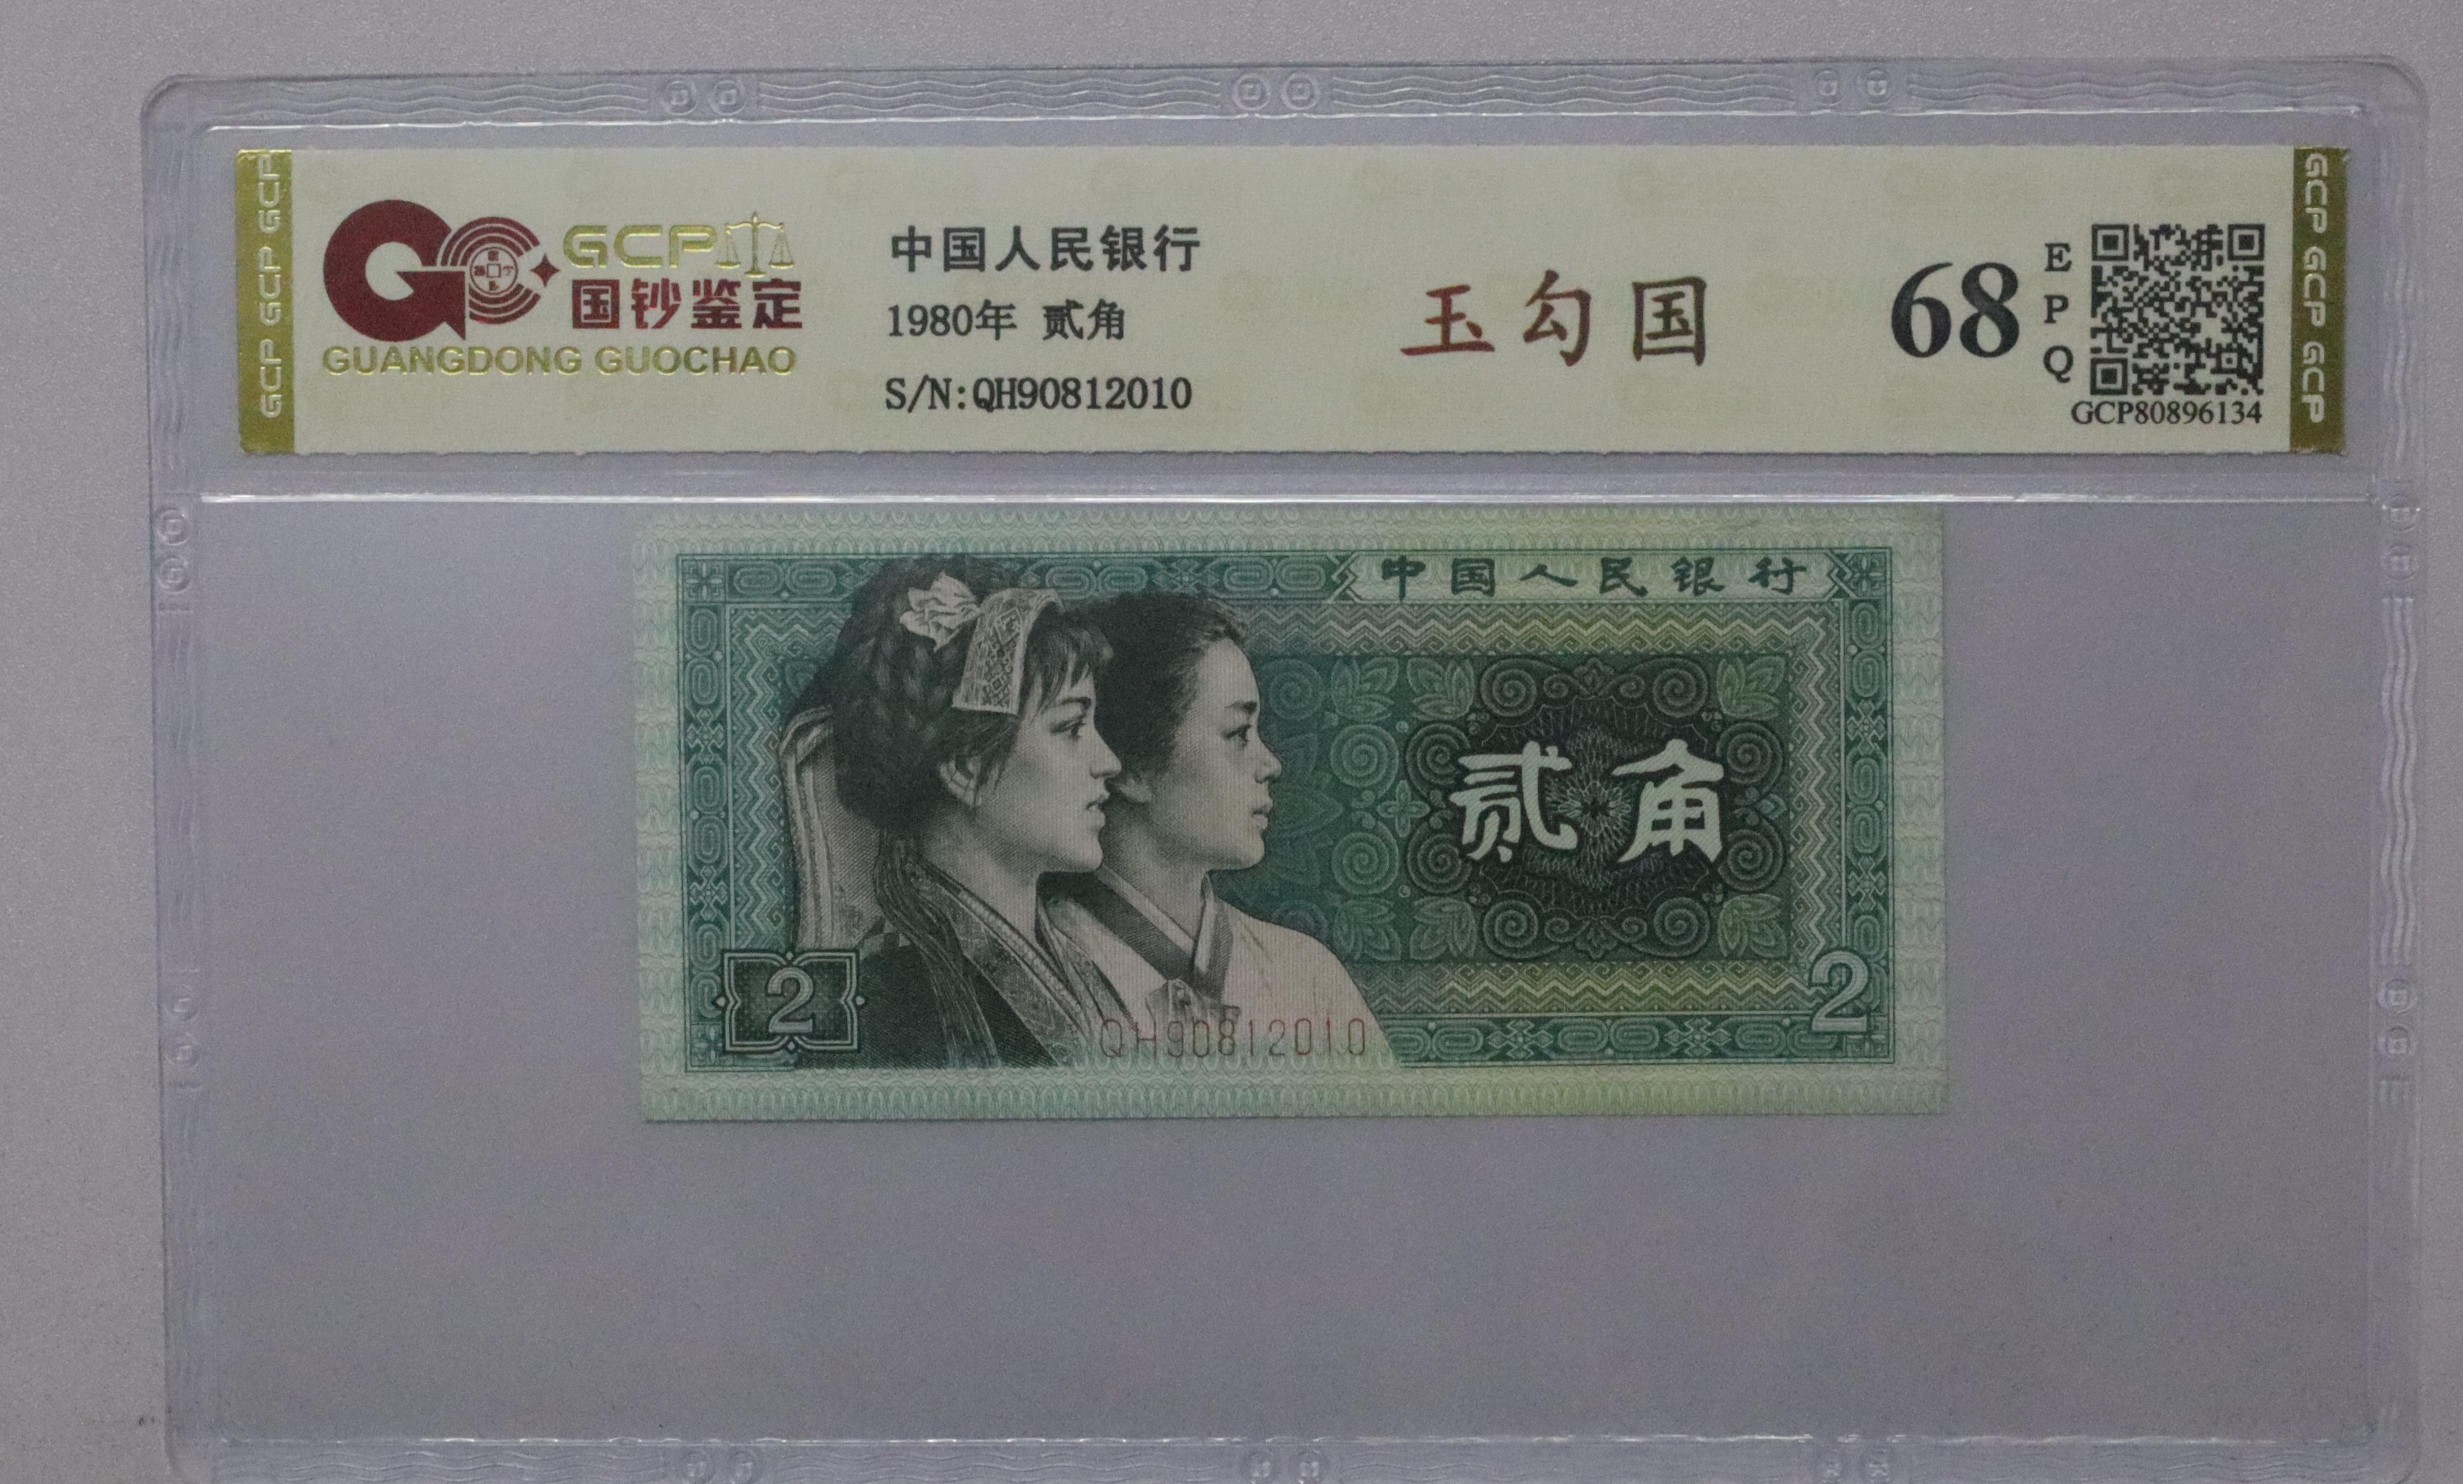 GCP GCP GCP
GCP
国钞鉴定
GUANGDONG GUOCHAO
中国人民银行
1980年 贰角
S/N:QH90812010
玉勾国
68
EPQ
GCP80896134
GCP GCP GCP
中国人民银行
贰角
2
2
QH90812010